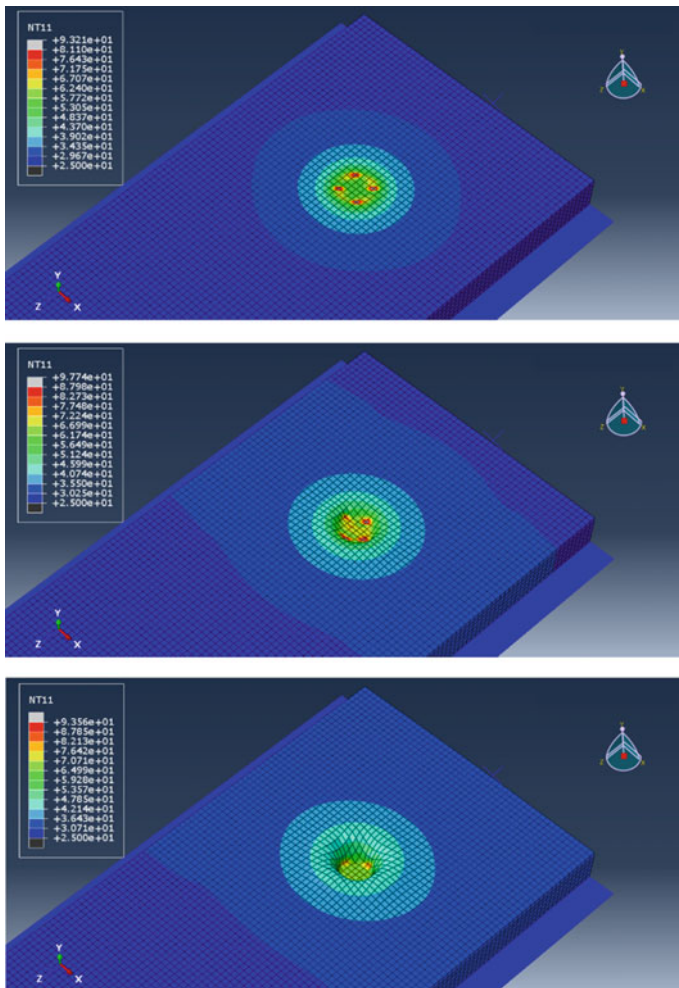 NT11
+9.321e+01
+8.110e+01
+7.643e+01
+7.175e+01
+6.707e+01
+6.240e+01
+5.772e+01
+5.305e+01
+4.837e+01
+4.370e+01
+3.902e+01
+3.435e+01
+2.967e+01
+2.500e+01
Y
Z X
Y
Z X
NT11
+9.774e+01
+8.798e+01
+8.273e+01
+7.748e+01
+7.224e+01
+6.699e+01
+6.174e+01
+5.649e+01
+5.124e+01
+4.599e+01
+4.074e+01
+3.550e+01
+3.025e+01
+2.500e+01
Y
Z X
Y
Z X
NT11
+9.356e+01
+8.785e+01
+8.213e+01
+7.642e+01
+7.071e+01
+6.499e+01
+5.928e+01
+5.357e+01
+4.785e+01
+4.214e+01
+3.643e+01
+3.071e+01
+2.500e+01
Y
Z X
Y
Z X